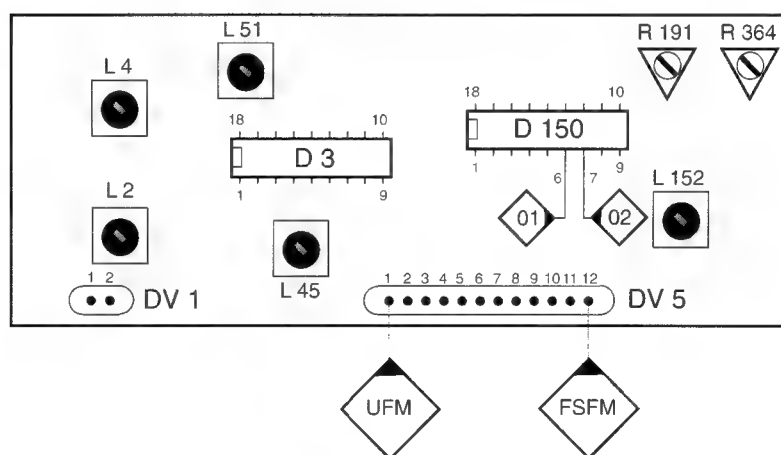 R 191 R 364
L 51
L 4
18 10
D 150
1 6 7 9
18 10
D 3
1 9
01 02
L 152
L 2
L 45
1 2
DV 1
1 2 3 4 5 6 7 8 9 10 11 12
DV 5
UFM FSFM